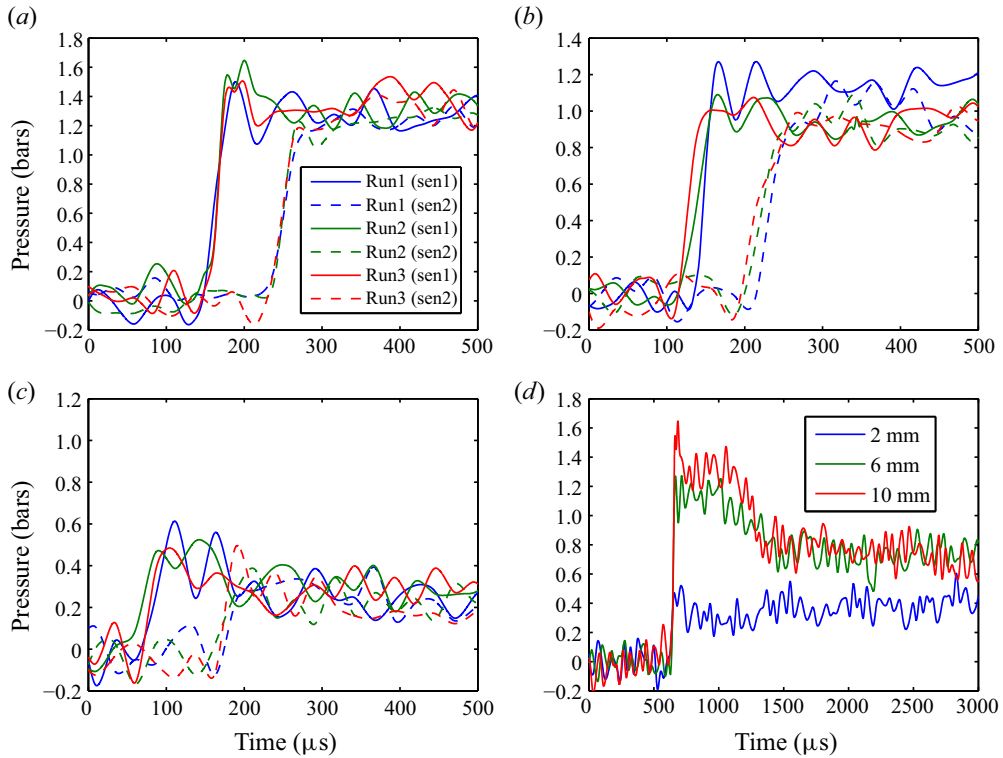 (a)
1.8
1.6
1.4
1.2
1.0
0.8
0.6
0.4
0.2
0
−0.2
Pressure (bars)
Run1 (sen1)
Run1 (sen2)
Run2 (sen1)
Run2 (sen2)
Run3 (sen1)
Run3 (sen2)
0 100 200 300 400 500
(b)
1.4
1.2
1.0
0.8
0.6
0.4
0.2
0
−0.2
0 100 200 300 400 500
(c)
1.2
1.0
0.8
0.6
0.4
0.2
0
−0.2
Pressure (bars)
0 100 200 300 400 500
Time (μs)
(d)
1.8
1.6
1.4
1.2
1.0
0.8
0.6
0.4
0.2
0
−0.2
2 mm
6 mm
10 mm
0 500 1000 1500 2000 2500 3000
Time (μs)